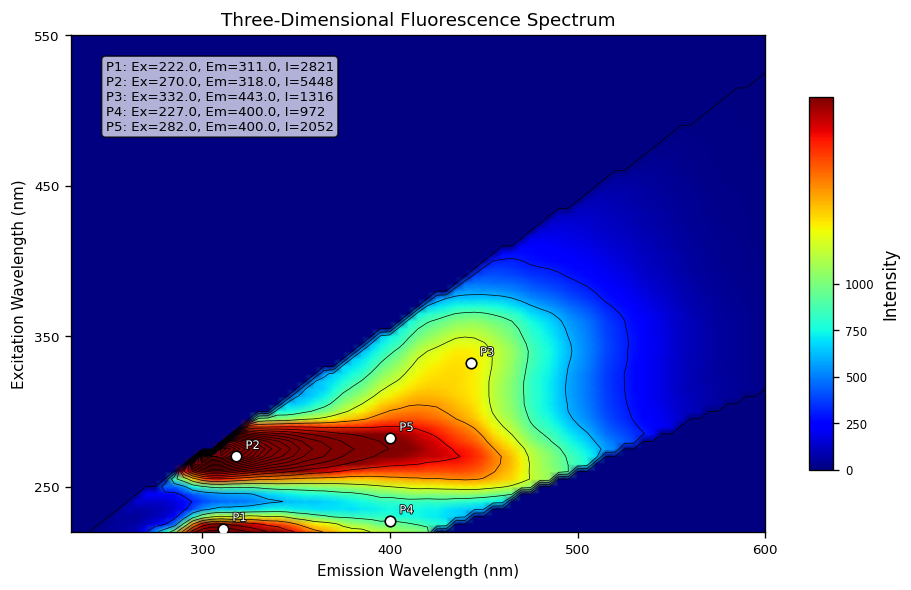 Three-Dimensional Fluorescence Spectrum
550
450
350
250
Excitation Wavelength (nm)
P1: Ex=222.0, Em=311.0, I=2821
P2: Ex=270.0, Em=318.0, I=5448
P3: Ex=332.0, Em=443.0, I=1316
P4: Ex=227.0, Em=400.0, I=972
P5: Ex=282.0, Em=400.0, I=2052
P3
P5
P2
P4
P1
300
400
500
600
Emission Wavelength (nm)
1000
750
500
250
0
Intensity